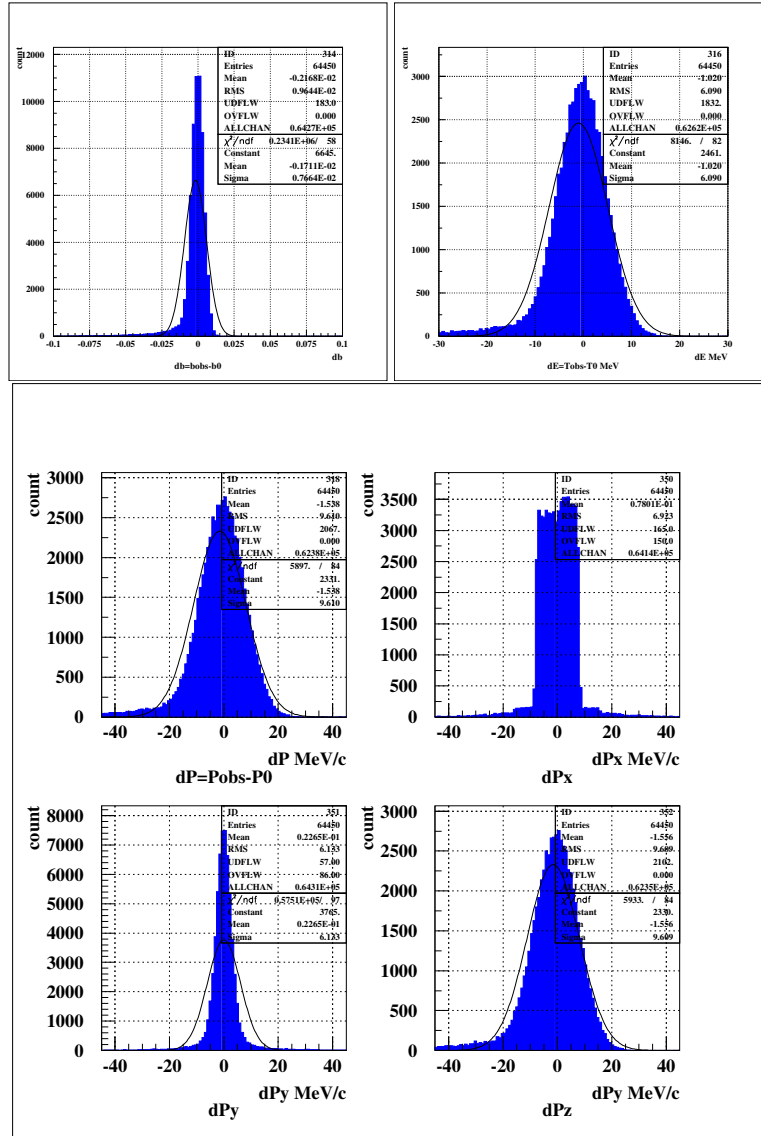 count
12000
10000
8000
6000
4000
2000
0
-0.1 -0.075 -0.05 -0.025 0 0.025 0.05 0.075 0.1
db
db=bobs-b0
ID 314
Entries 64450
Mean -0.2168E-02
RMS 0.9644E-02
UDFLW 183.0
OVFLW 0.000
ALLCHAN 0.6427E+05
χ²/ndf 0.2341E+06/ 58
Constant 6645.
Mean -0.1711E-02
Sigma 0.7664E-02
count
3000
2500
2000
1500
1000
500
0
-30 -20 -10 0 10 20 30
dE MeV
dE=Tobs-T0 MeV
ID 316
Entries 64450
Mean -1.020
RMS 6.090
UDFLW 1832.
OVFLW 0.000
ALLCHAN 0.6262E+05
χ²/ndf 8146. / 82
Constant 2461.
Mean -1.020
Sigma 6.090
count
3000
2500
2000
1500
1000
500
0
-40 -20 0 20 40
dP MeV/c
dP=Pobs-P0
ID 318
Entries 64450
Mean -1.538
RMS 9.610
UDFLW 2067.
OVFLW 0.000
ALLCHAN 0.6238E+05
χ²/ndf 5897. / 84
Constant 2331.
Mean -1.538
Sigma 9.610
count
3500
3000
2500
2000
1500
1000
500
0
-40 -20 0 20 40
dPx MeV/c
dPx
ID 350
Entries 64450
Mean 0.7801E-01
RMS 6.923
UDFLW 165.0
OVFLW 150.0
ALLCHAN 0.6414E+05
count
8000
7000
6000
5000
4000
3000
2000
1000
0
-40 -20 0 20 40
dPy MeV/c
dPy
ID 351
Entries 64450
Mean 0.2265E-01
RMS 6.133
UDFLW 57.00
OVFLW 86.00
ALLCHAN 0.6431E+05
χ²/ndf 0.5751E+05/ 97
Constant 3765.
Mean 0.2265E-01
Sigma 6.133
count
3000
2500
2000
1500
1000
500
0
-40 -20 0 20 40
dPy MeV/c
dPz
ID 352
Entries 64450
Mean -1.556
RMS 9.609
UDFLW 2102.
OVFLW 0.000
ALLCHAN 0.6235E+05
χ²/ndf 5933. / 84
Constant 2330.
Mean -1.556
Sigma 9.609